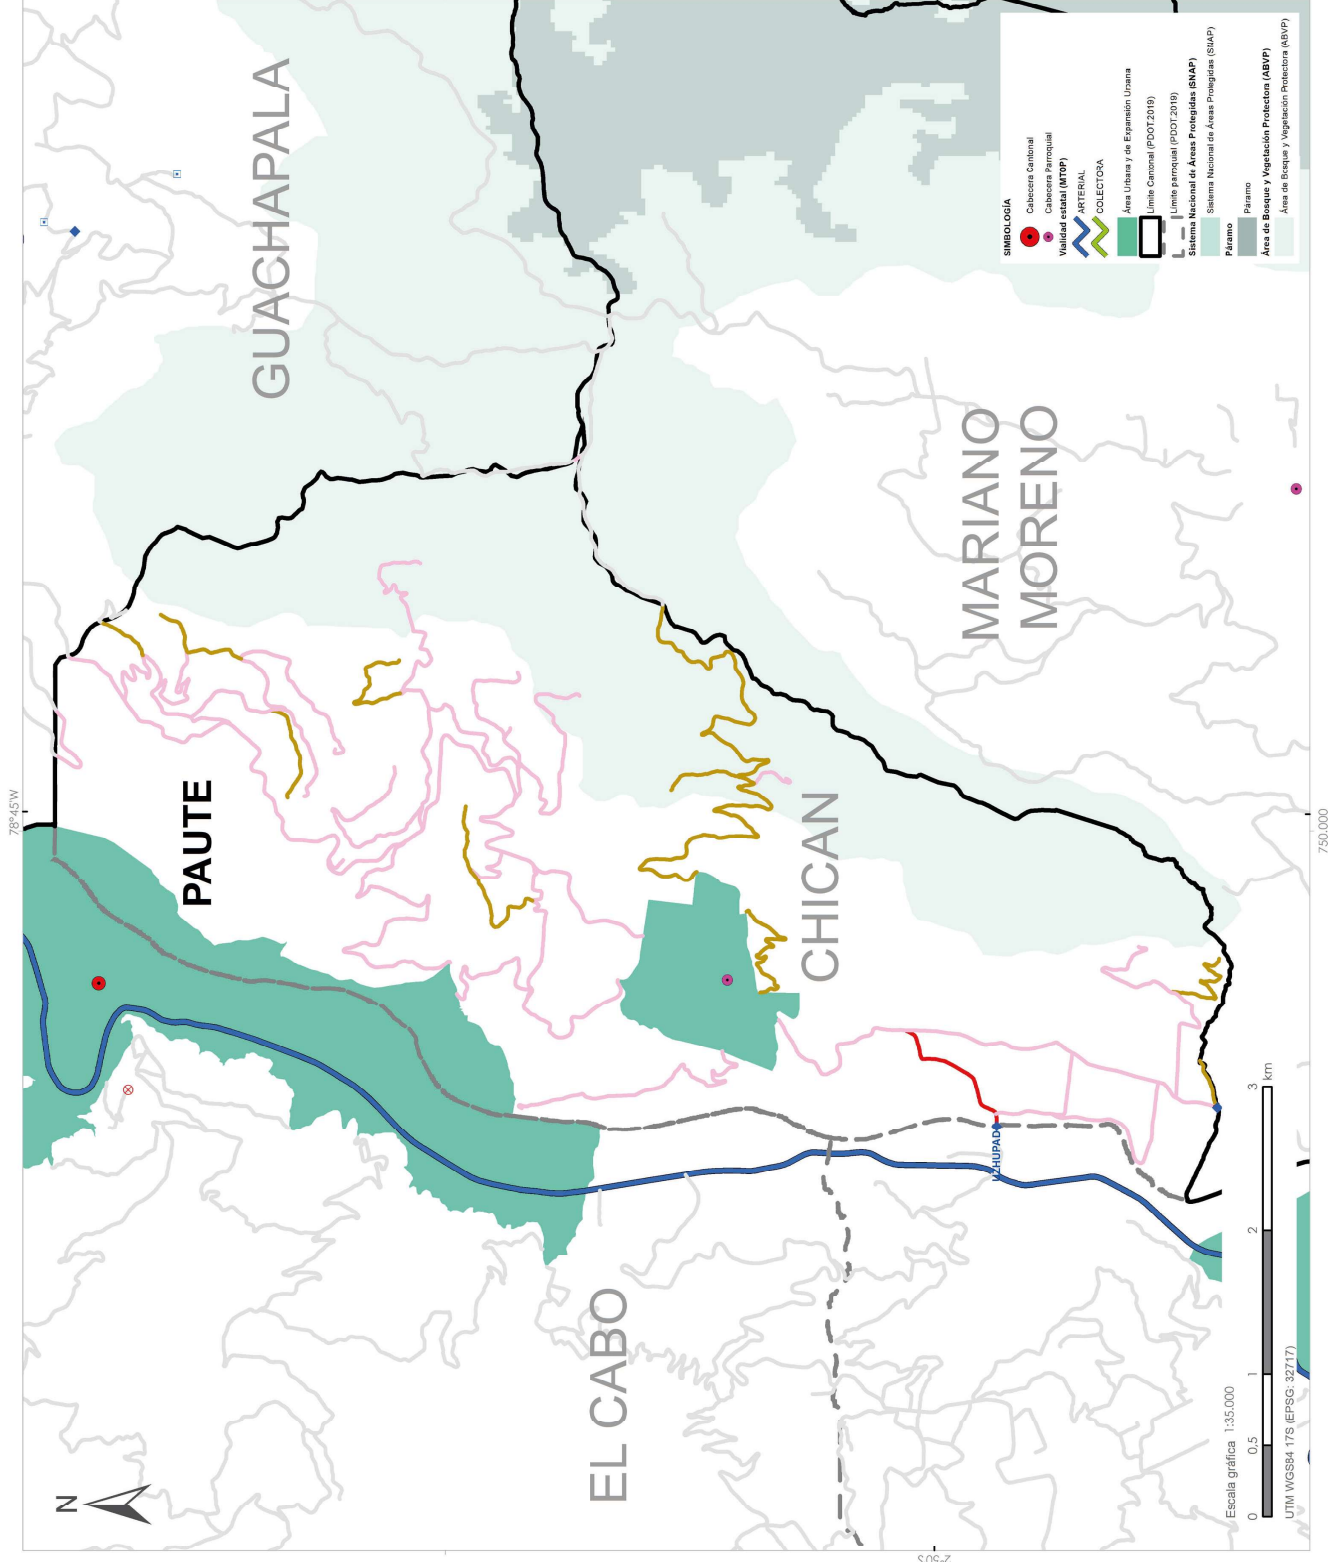 78°45'W
GUACHAPALA
PAUTE
MARIANO
MORENO
CHICAN
EL CABO
UZHUPAD
N
SIMBOLOGÍA
Cabecera Cantonal
Cabecera Parroquial
Vialidad estatal (MTOP)
ARTERIAL
COLECTORA
Área Urbana y de Expansión Urbana
Límite Cantonal (PDOT.2019)
Límite parroquial (PDOT.2019)
Sistema Nacional de Áreas Protegidas (SNAP)
Sistema Nacional de Áreas Protegidas (SNAP)
Páramo
Páramo
Área de Bosque y Vegetación Protectora (ABVP)
Área de Bosque y Vegetación Protectora (ABVP)
Escala gráfica 1:35.000
0 0,5 1 2 3 km
UTM WGS84 17S (EPSG: 32717)
750.000